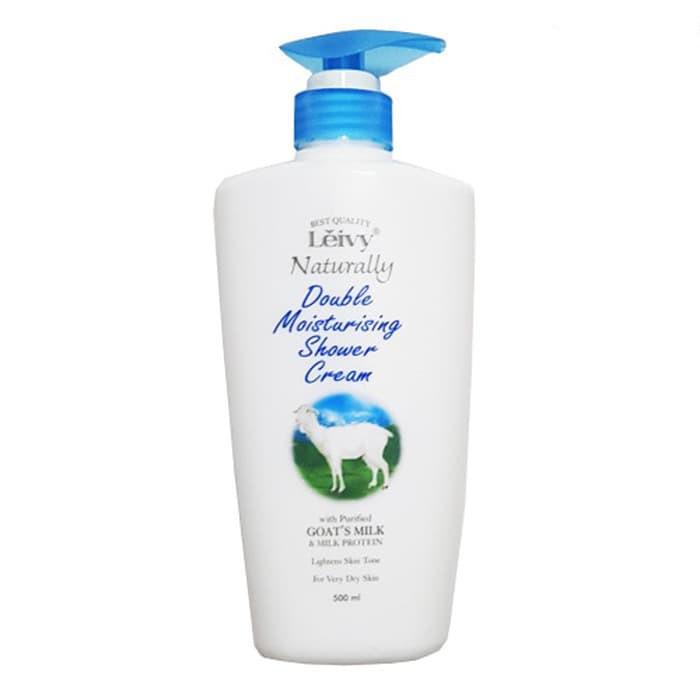 BEST QUALITY
Lěivy®
Naturally
Double
Moisturising
Shower
Cream
with Purified
GOAT'S MILK
& MILK PROTEIN
Lightens Skin Tone
For Very Dry Skin
500 ml